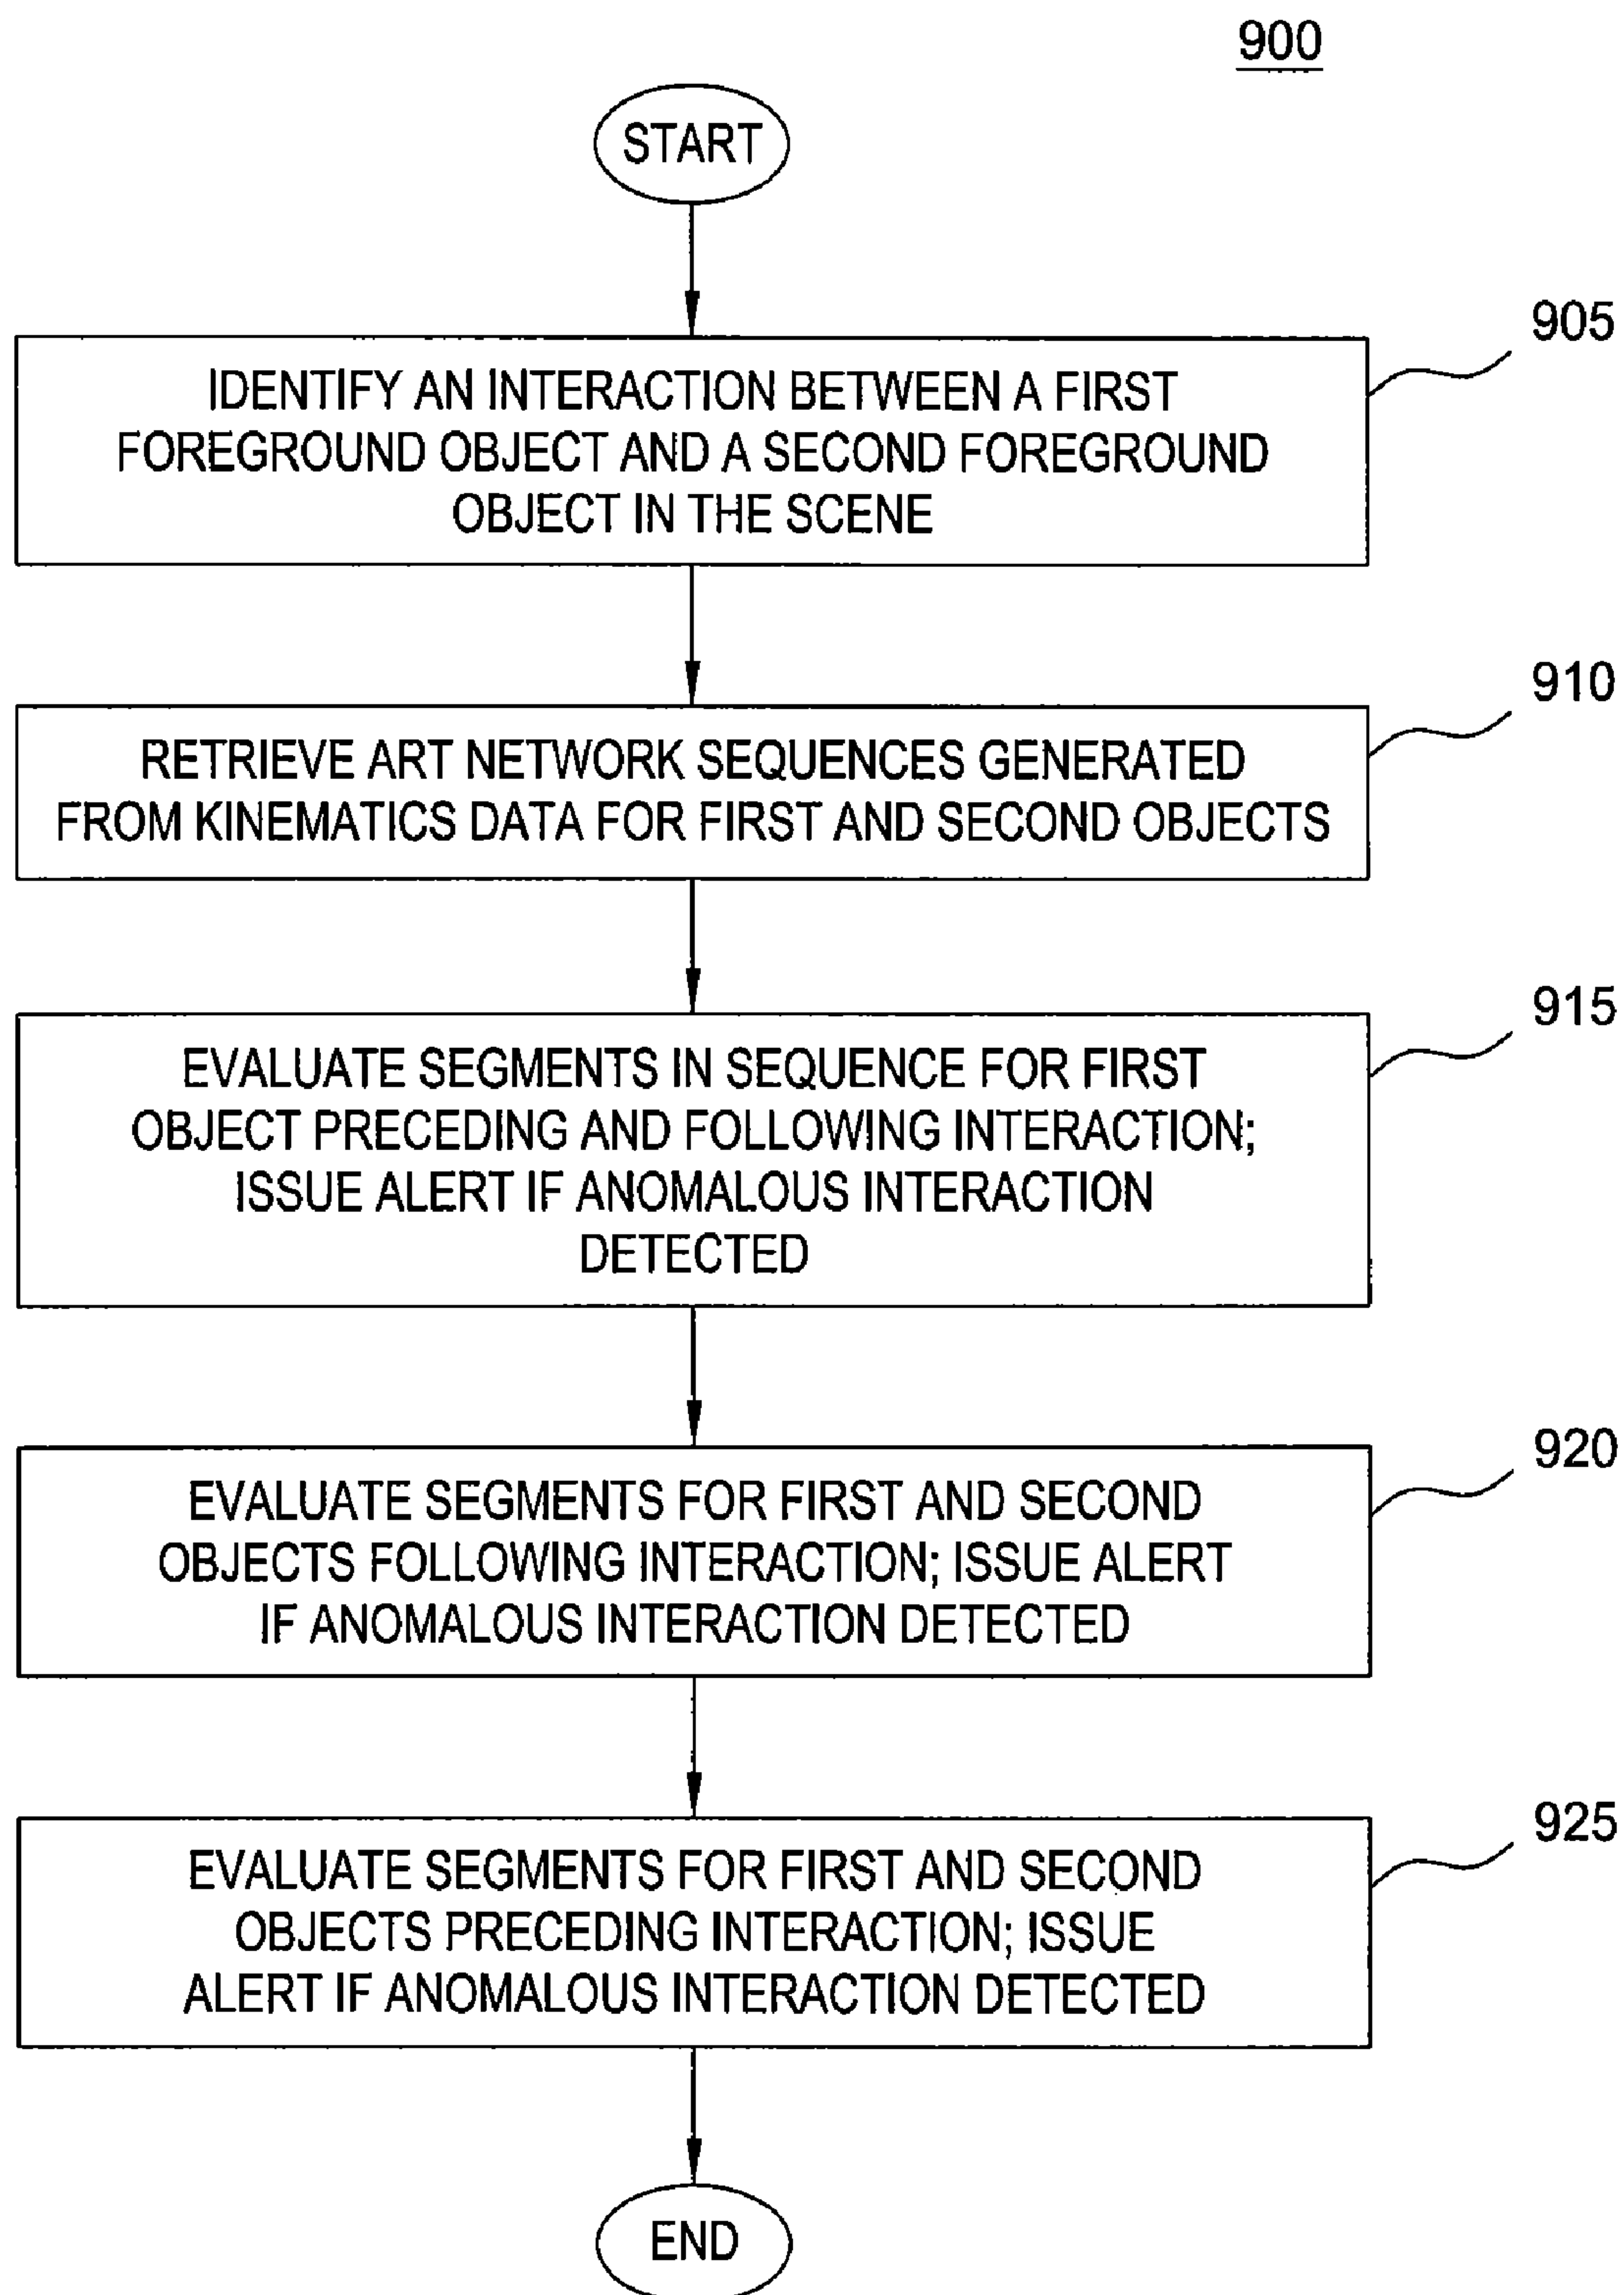 900
START
905
IDENTIFY AN INTERACTION BETWEEN A FIRST
FOREGROUND OBJECT AND A SECOND FOREGROUND
OBJECT IN THE SCENE
910
RETRIEVE ART NETWORK SEQUENCES GENERATED
FROM KINEMATICS DATA FOR FIRST AND SECOND OBJECTS
915
EVALUATE SEGMENTS IN SEQUENCE FOR FIRST
OBJECT PRECEDING AND FOLLOWING INTERACTION;
ISSUE ALERT IF ANOMALOUS INTERACTION
DETECTED
920
EVALUATE SEGMENTS FOR FIRST AND SECOND
OBJECTS FOLLOWING INTERACTION; ISSUE ALERT
IF ANOMALOUS INTERACTION DETECTED
925
EVALUATE SEGMENTS FOR FIRST AND SECOND
OBJECTS PRECEDING INTERACTION; ISSUE
ALERT IF ANOMALOUS INTERACTION DETECTED
END